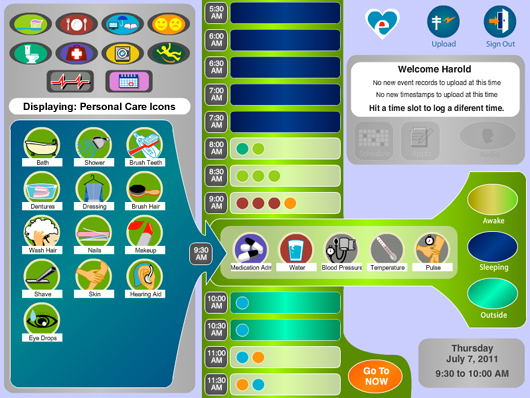 Displaying: Personal Care Icons
Bath
Shower
Brush Teeth
Dentures
Dressing
Brush Hair
Wash Hair
Nails
Makeup
Shave
Skin
Hearing Aid
Eye Drops
5:30
AM
6:00
AM
6:30
AM
7:00
AM
7:30
AM
8:00
AM
8:30
AM
9:00
AM
9:30
AM
Medication Adm
Water
Blood Pressure
Temperature
Pulse
10:00
AM
10:30
AM
11:00
AM
11:30
AM
e
Upload
Sign Out
Welcome Harold
No new event records to upload at this time
No new timestamps to upload at this time
Hit a time slot to log a diferent time.
Awake
Sleeping
Outside
Go To
NOW
Thursday
July 7, 2011
9:30 to 10:00 AM